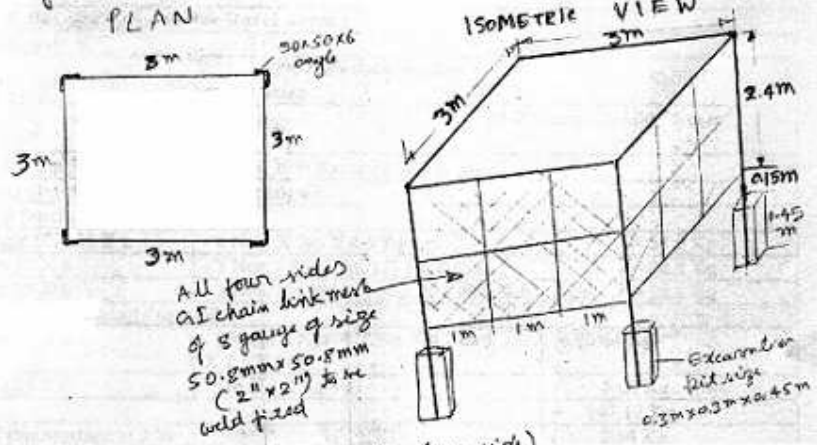 PLAN
ISOMETRIC VIEW
3m
50x50x6
angle
3m
3m
3m
3m
3m
2.4m
0.15m
0.45
m
All four sides
GI chain link mesh
of 8 gauge of size
50.8mm x 50.8mm
(2" x 2") to be
weld fixed
1m
1m
1m
Excavation
pit size
0.3m x 0.3m x 0.45m